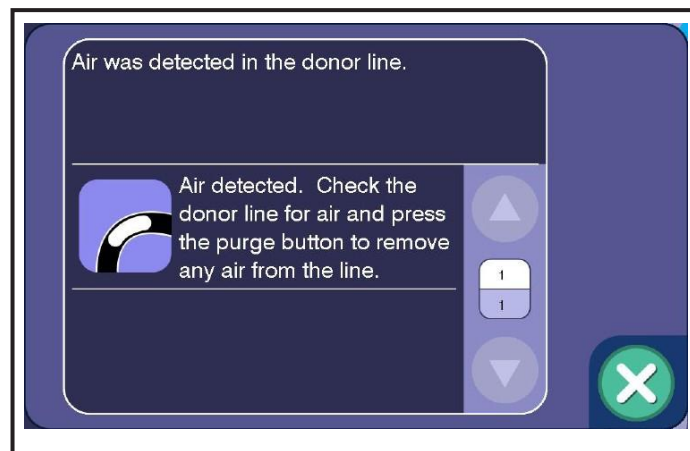 Air was detected in the donor line.
Air detected.  Check the
donor line for air and press
the purge button to remove
any air from the line.
1
1